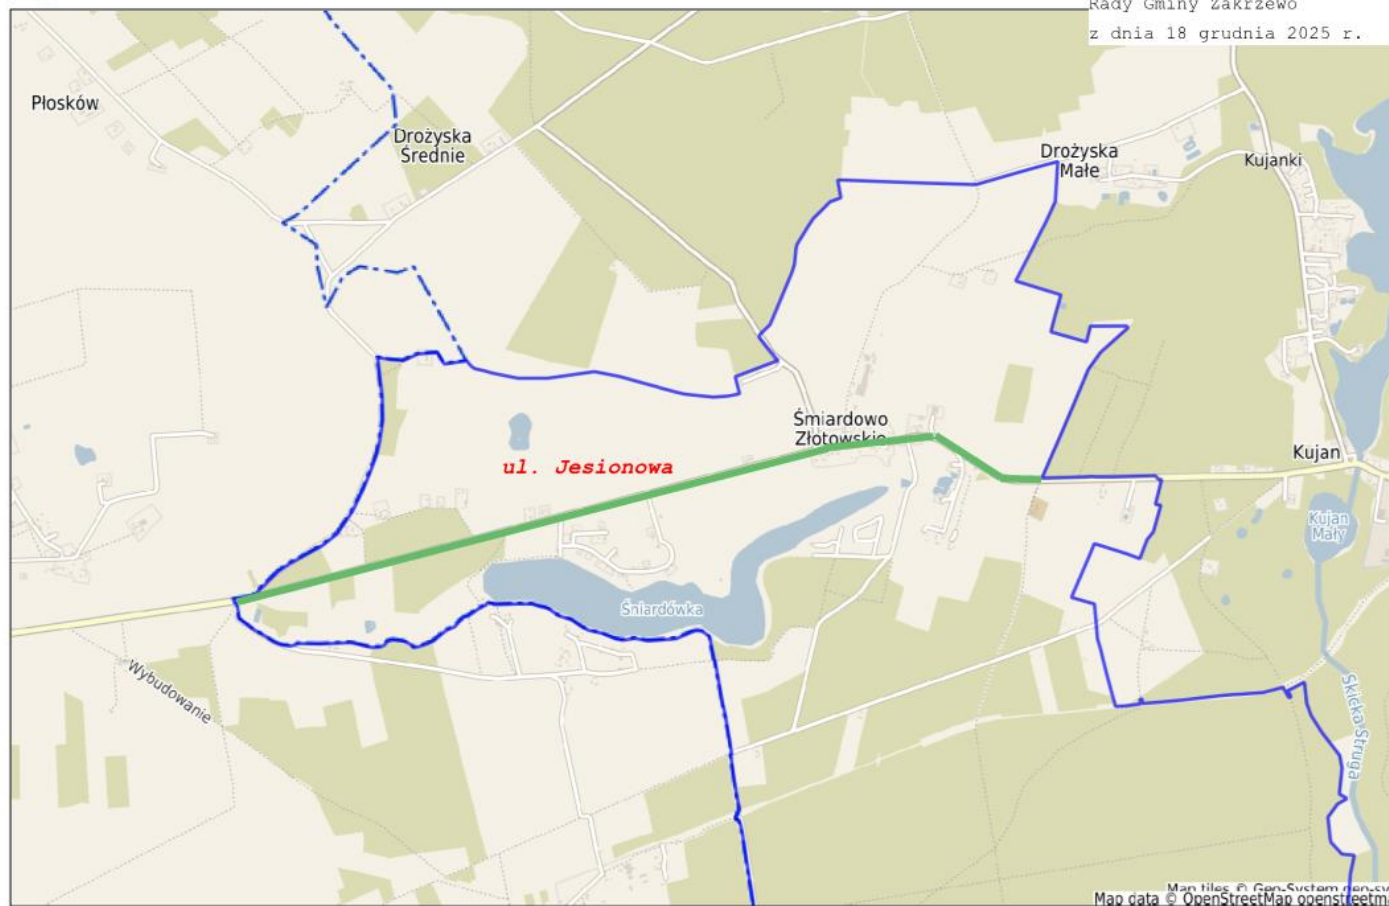 Rady Gminy Zakrzewo
z dnia 18 grudnia 2025 r.
Płosków
Drożyska
Średnie
Drożyska
Małe
Kujanki
Śmiardowo
Złotowskie
ul. Jesionowa
Kujan
Kujan
Mały
Śniardówka
Wybudowanie
Skicka Struga
Map tiles © Geo-System
Map data © OpenStreetMap